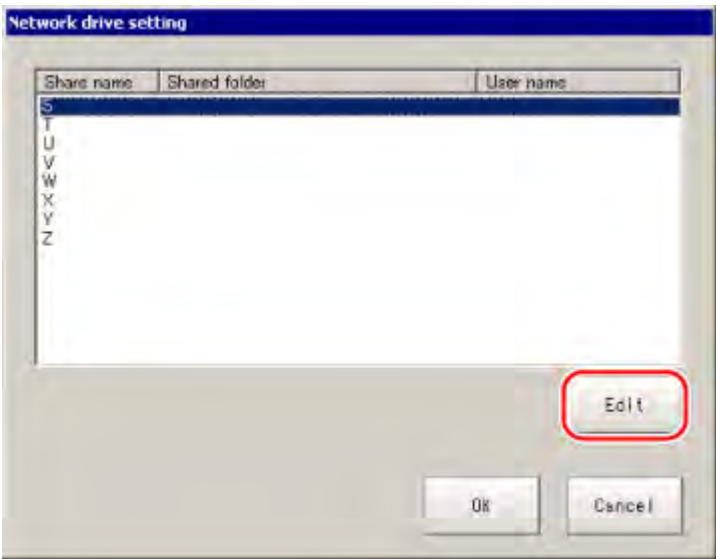 Network drive setting
Share name Shared folder User name
S
T
U
V
W
X
Y
Z
Edit
OK Cancel